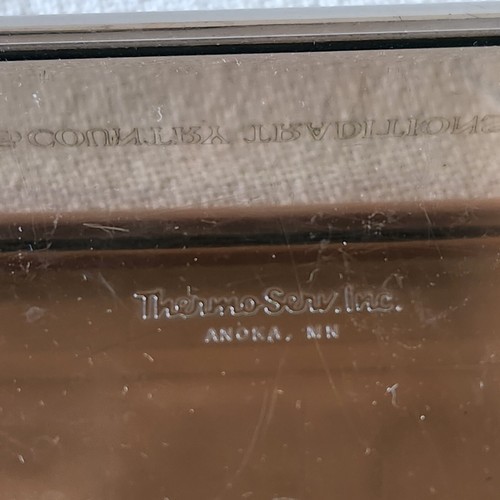 COUNTRY TRADITIONS
Thermo-Serv. Inc.
ANOKA, MN